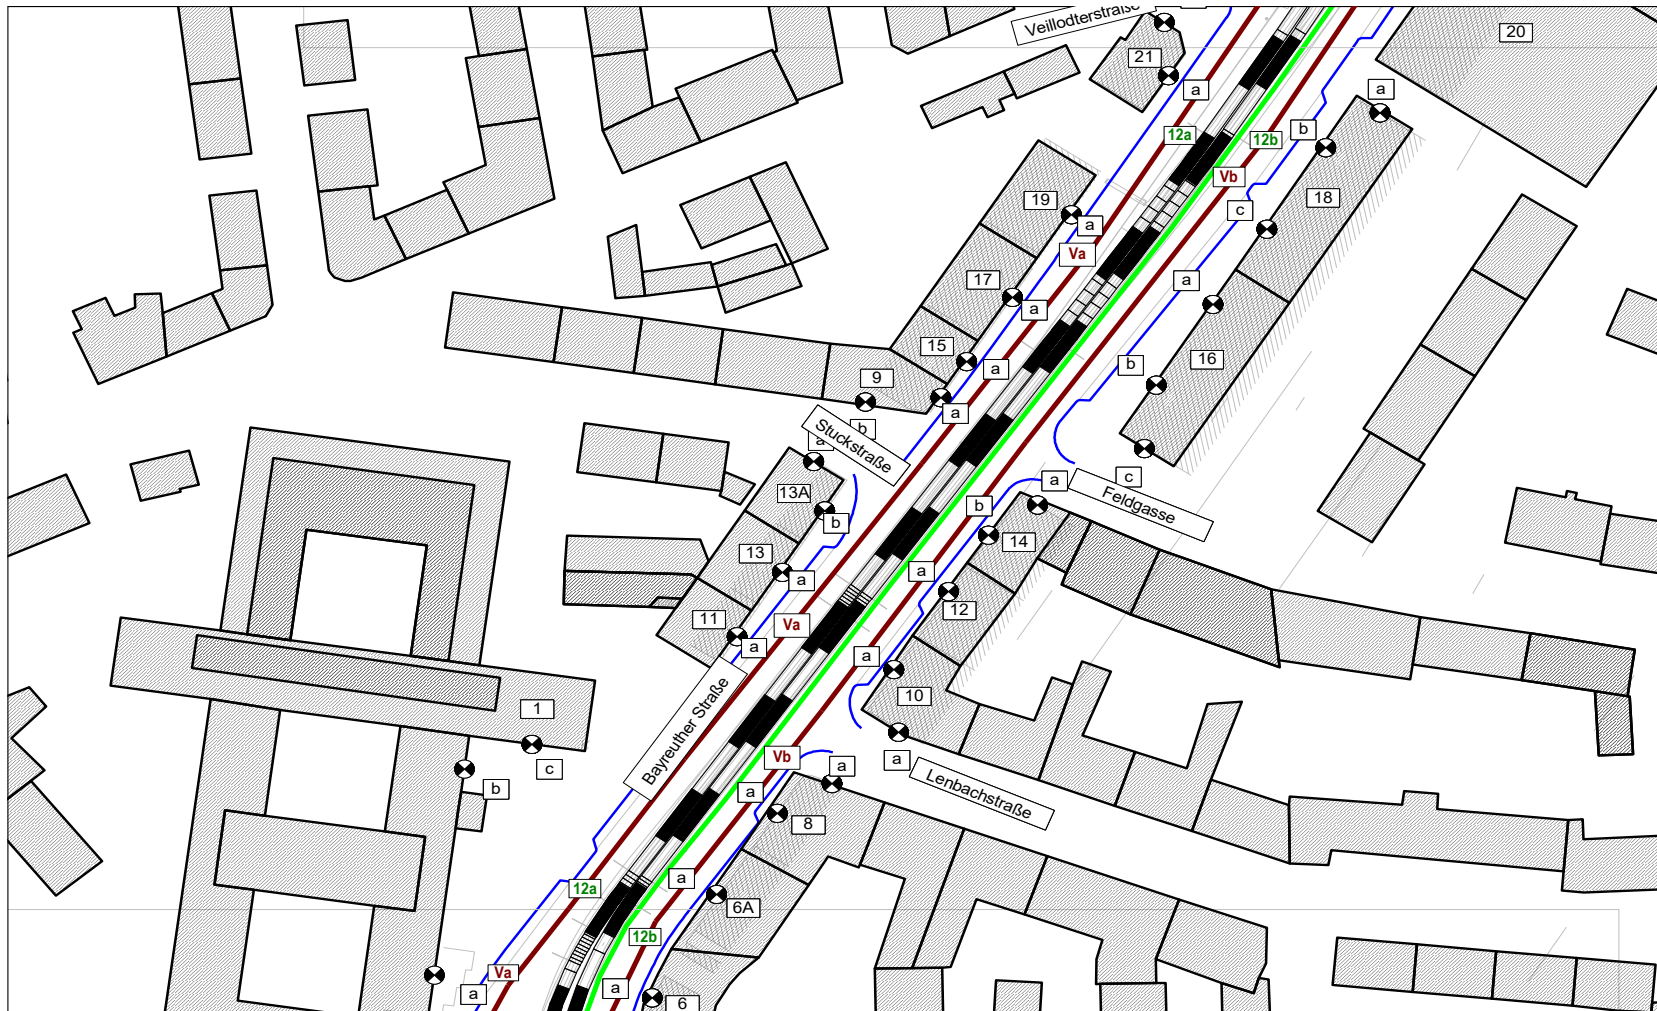 Veillodterstraße
20
21
a
a
12a
12b
b
Vb
18
19
a
c
Va
17
a
a
15
a
16
b
9
a
b
Stuckstraße
a
c
a
Feldgasse
13A
b
b
14
13
a
a
12
11
a
Va
a
10
Bayreuther Straße
1
c
b
Vb
a
a
a
Lenbachstraße
8
12a
a
6A
12b
Va
a
a
6